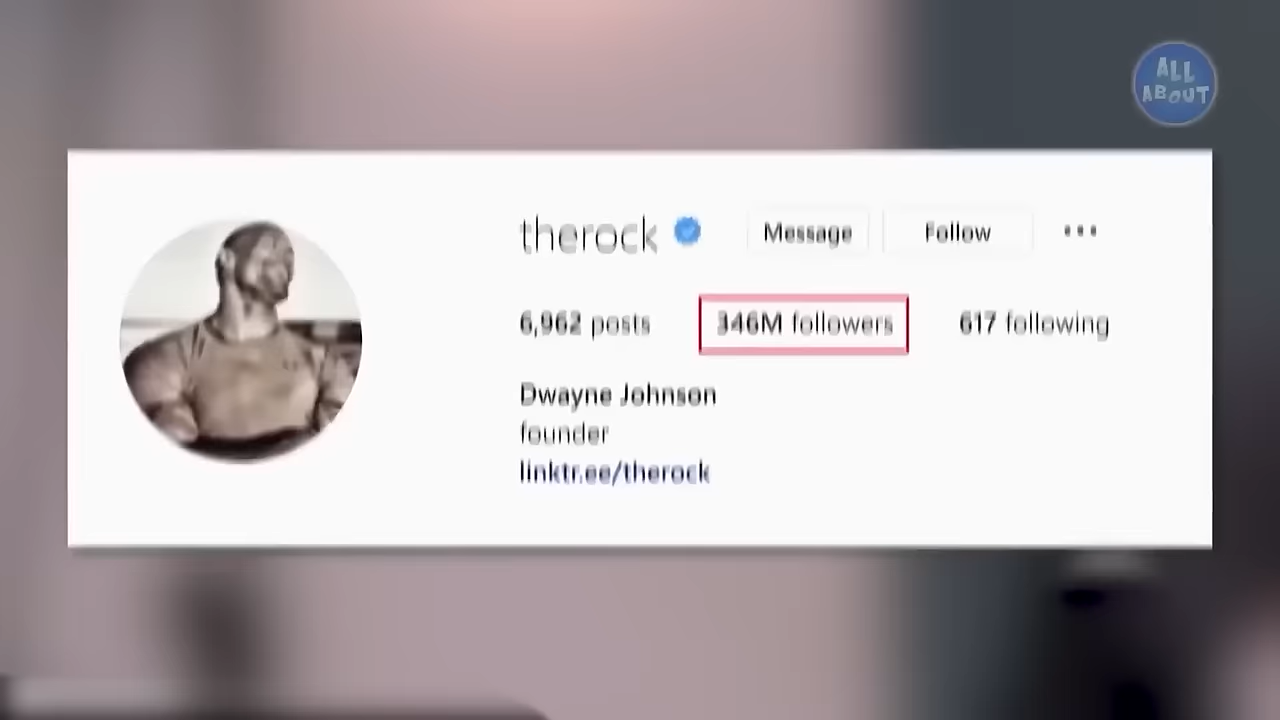 ALL
ABOUT
therock Message Follow •••
6,962 posts 346M followers 617 following
Dwayne Johnson
founder
linktr.ee/therock